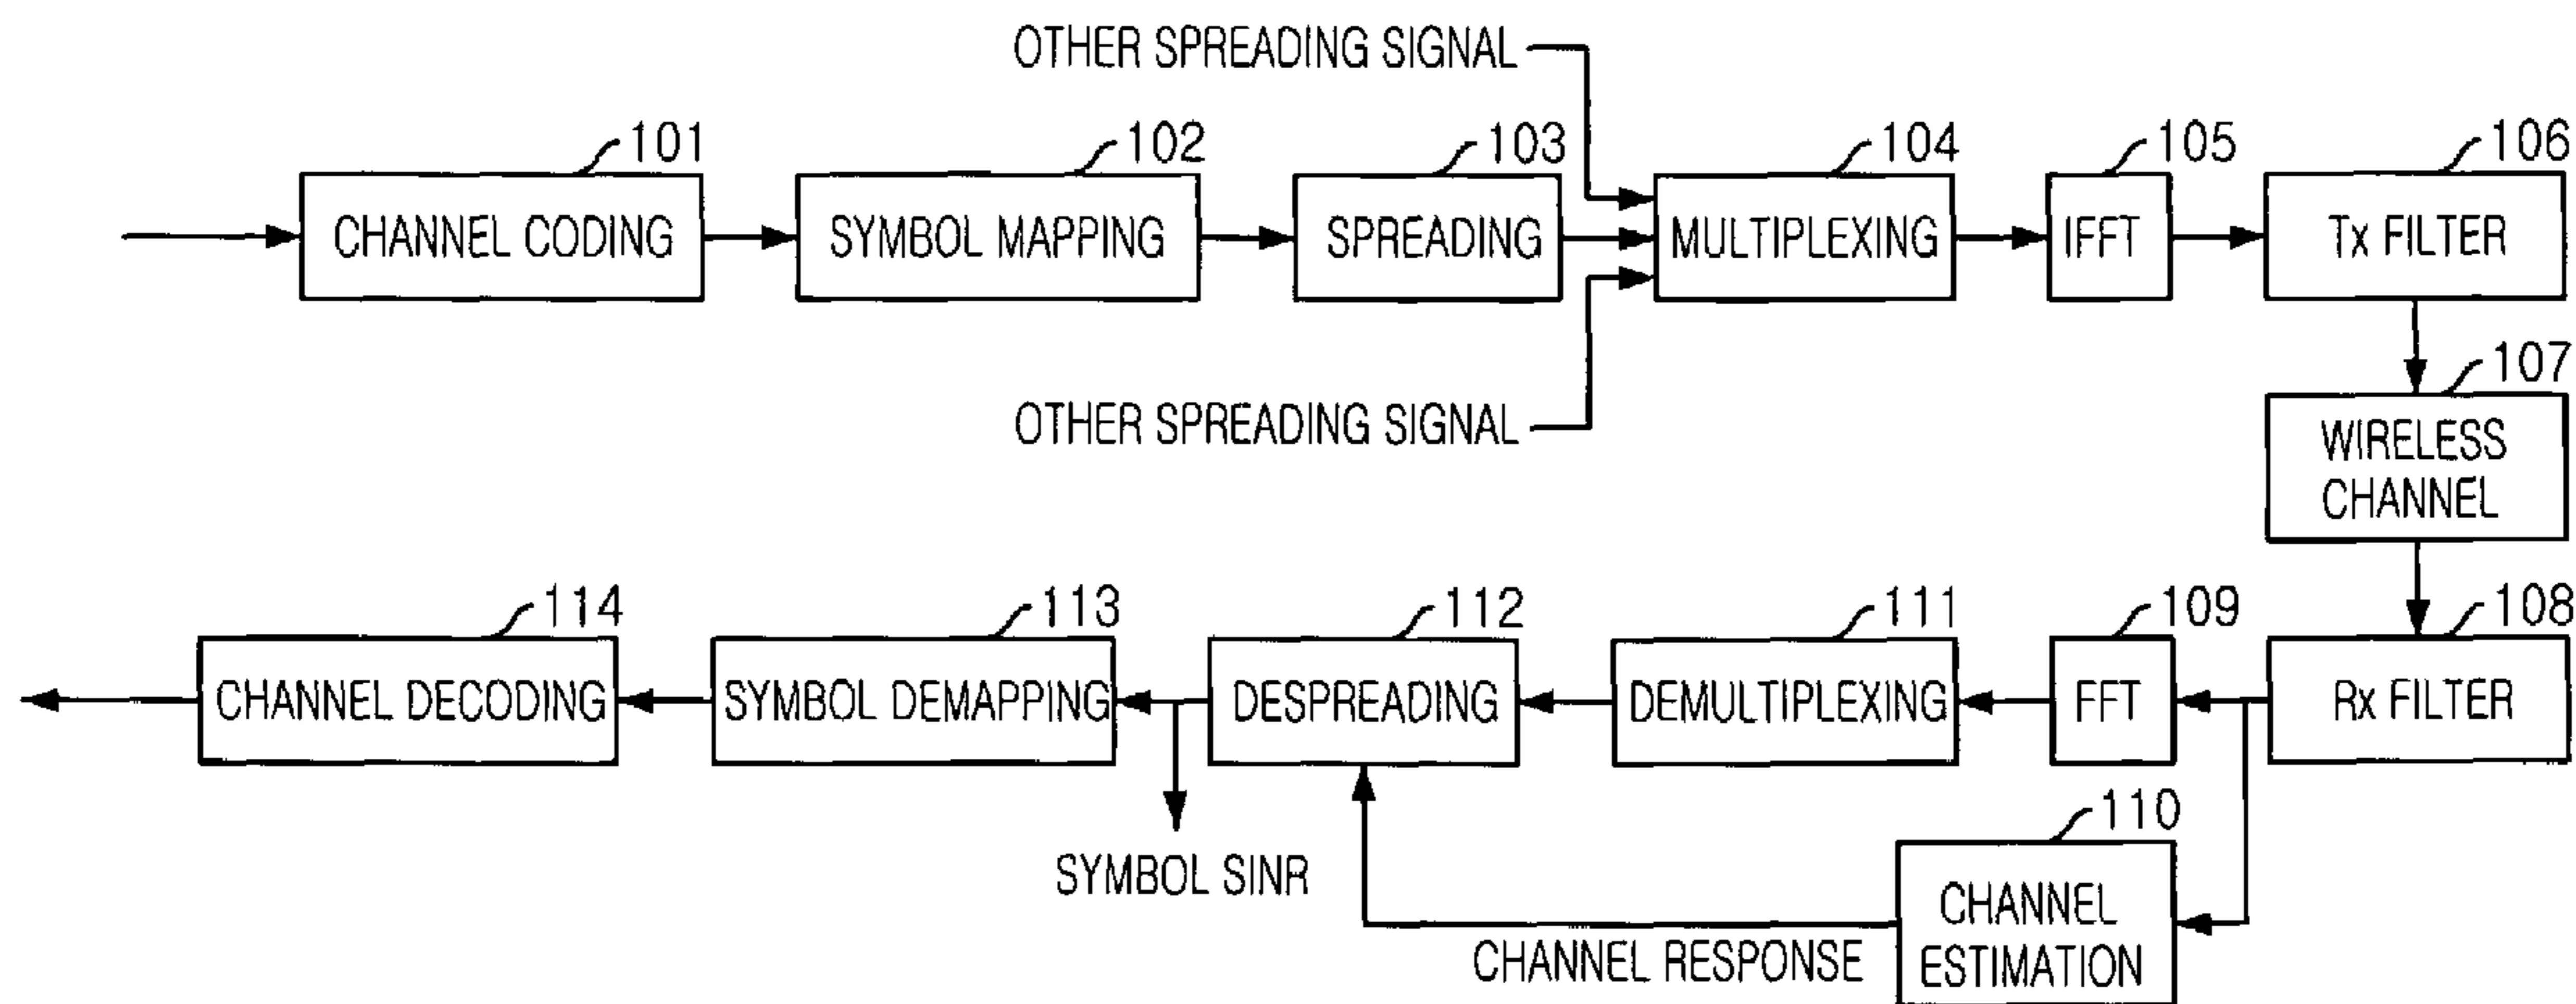 OTHER SPREADING SIGNAL
101
102
103
104
105
106
CHANNEL CODING
SYMBOL MAPPING
SPREADING
MULTIPLEXING
IFFT
Tx FILTER
OTHER SPREADING SIGNAL
107
WIRELESS
CHANNEL
114
113
112
111
109
108
CHANNEL DECODING
SYMBOL DEMAPPING
DESPREADING
DEMULTIPLEXING
FFT
Rx FILTER
110
SYMBOL SINR
CHANNEL
ESTIMATION
CHANNEL RESPONSE